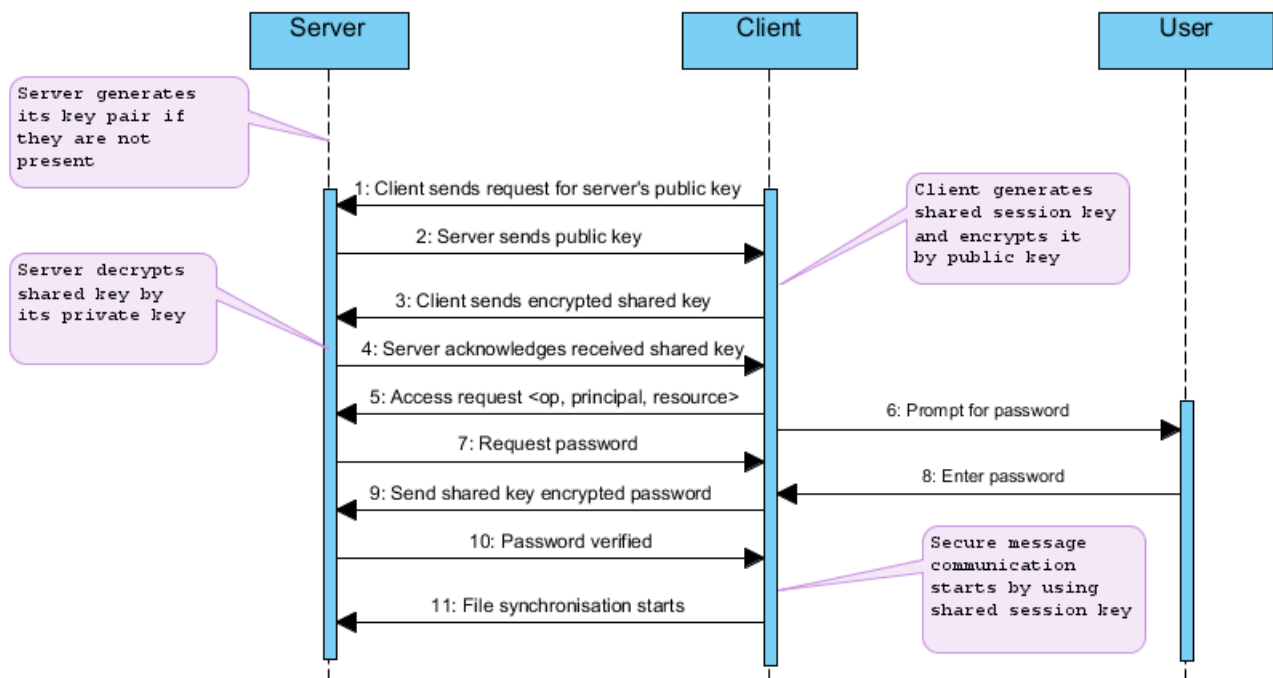 Server
Client
User
Server generates
its key pair if
they are not
present
1: Client sends request for server's public key
Client generates
shared session key
and encrypts it
by public key
2: Server sends public key
Server decrypts
shared key by
its private key
3: Client sends encrypted shared key
4: Server acknowledges received shared key
5: Access request <op, principal, resource>
6: Prompt for password
7: Request password
8: Enter password
9: Send shared key encrypted password
10: Password verified
Secure message
communication
starts by using
shared session key
11: File synchronisation starts